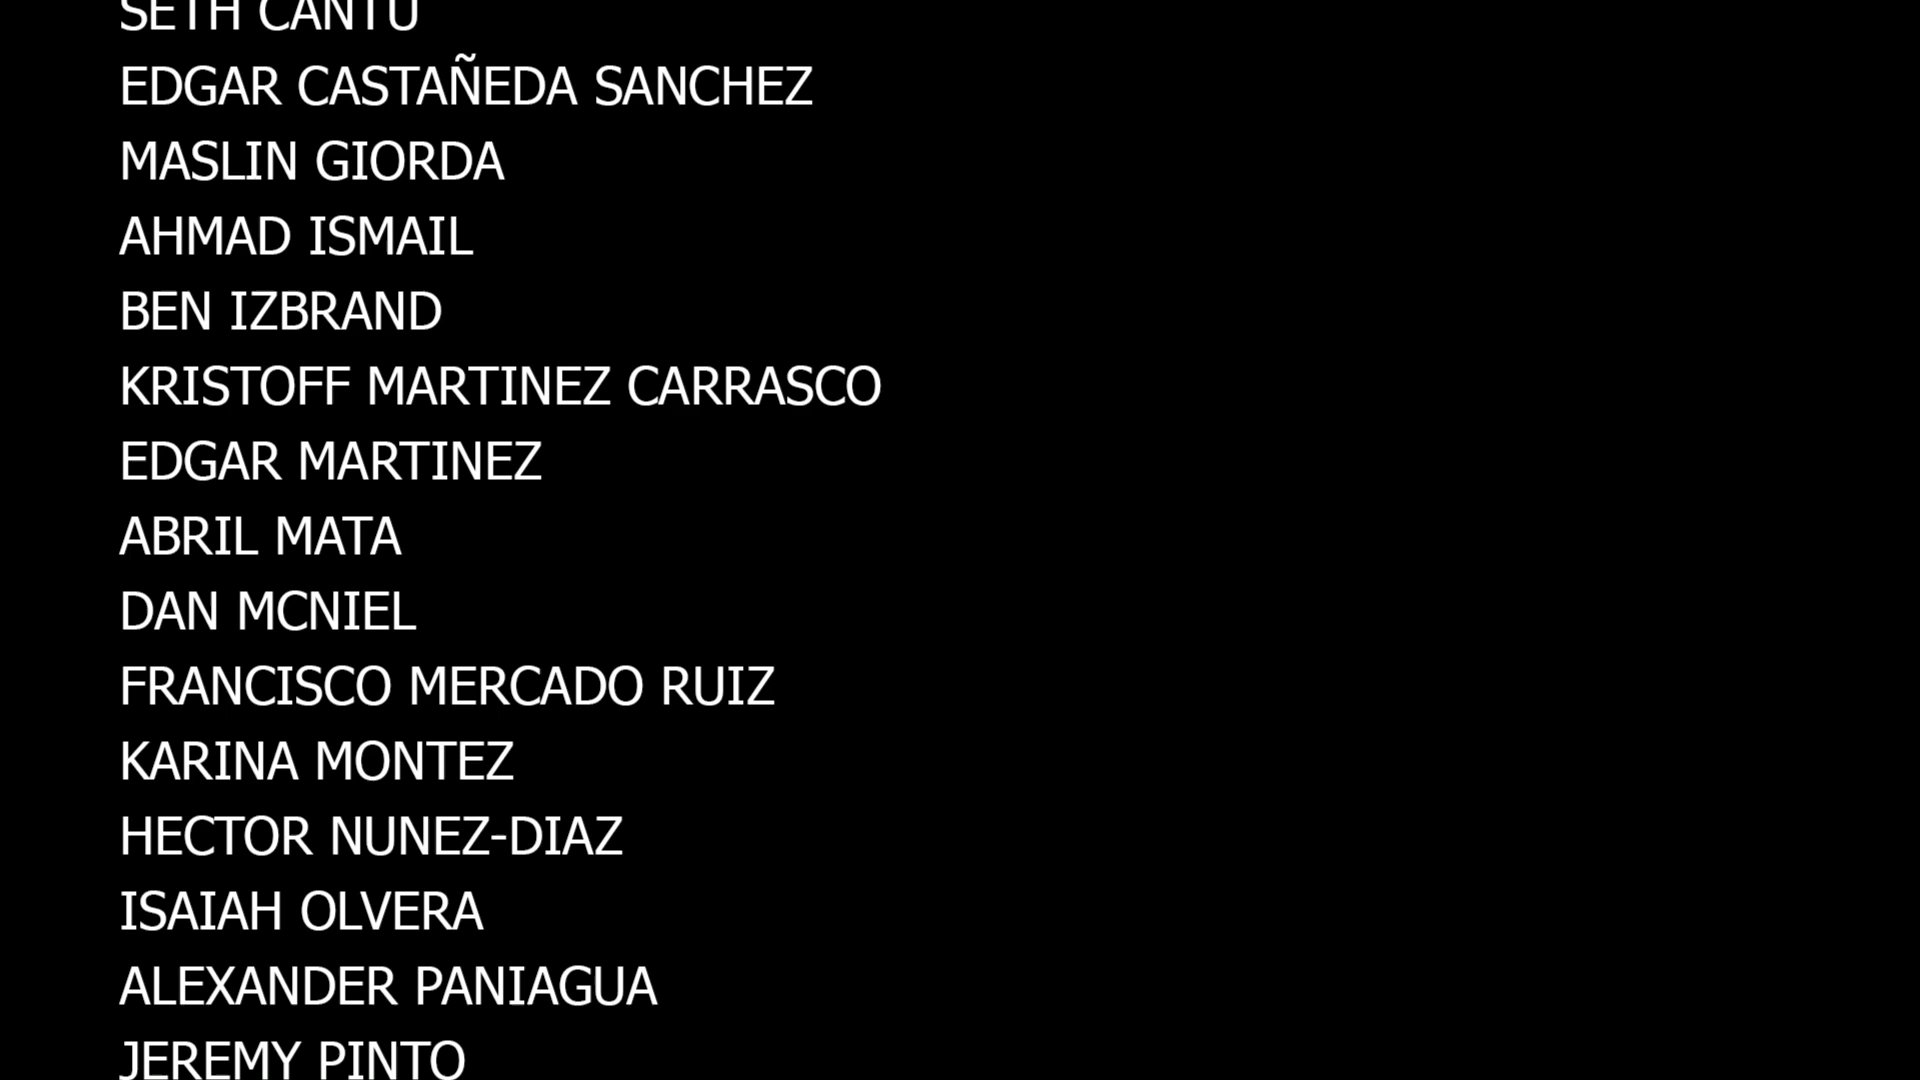 SETH CANTU
EDGAR CASTAÑEDA SANCHEZ
MASLIN GIORDA
AHMAD ISMAIL
BEN IZBRAND
KRISTOFF MARTINEZ CARRASCO
EDGAR MARTINEZ
ABRIL MATA
DAN MCNIEL
FRANCISCO MERCADO RUIZ
KARINA MONTEZ
HECTOR NUNEZ-DIAZ
ISAIAH OLVERA
ALEXANDER PANIAGUA
JEREMY PINTO